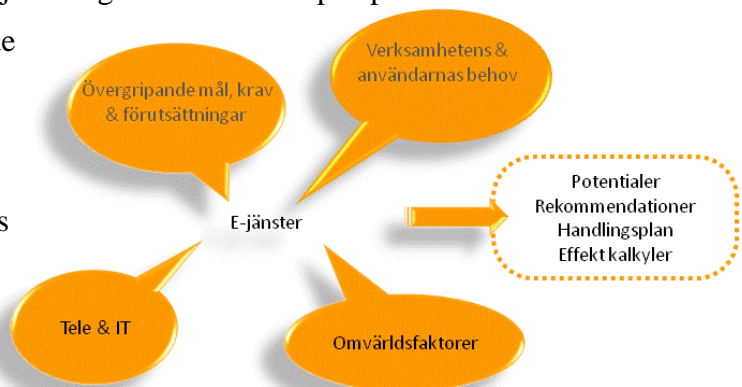 Verksamhetens &
användarnas behov
Övergripande mål, krav
& förutsättningar
E-jänster
Potentialer
Rekommendationer
Handlingsplan
Effekt kalkyler
Tele & IT
Omvärldsfaktorer